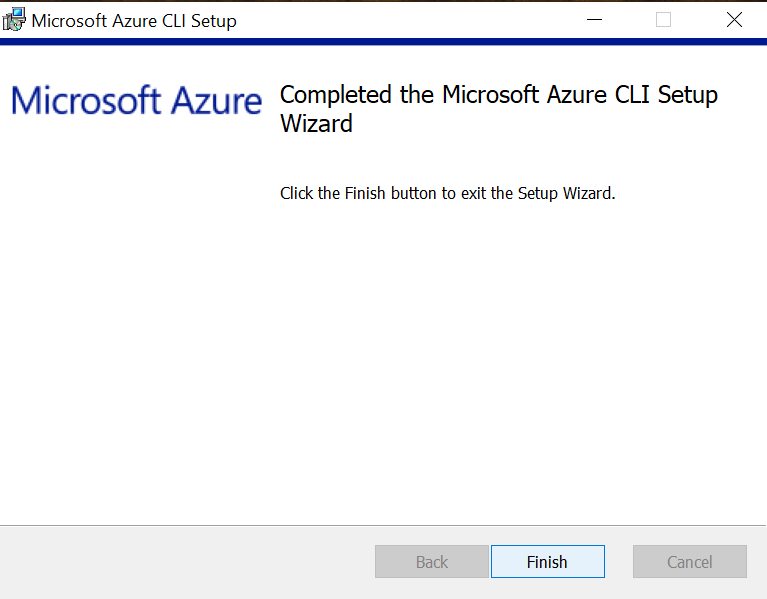 Microsoft Azure CLI Setup
Microsoft Azure
Completed the Microsoft Azure CLI Setup
Wizard
Click the Finish button to exit the Setup Wizard.
Back
Finish
Cancel